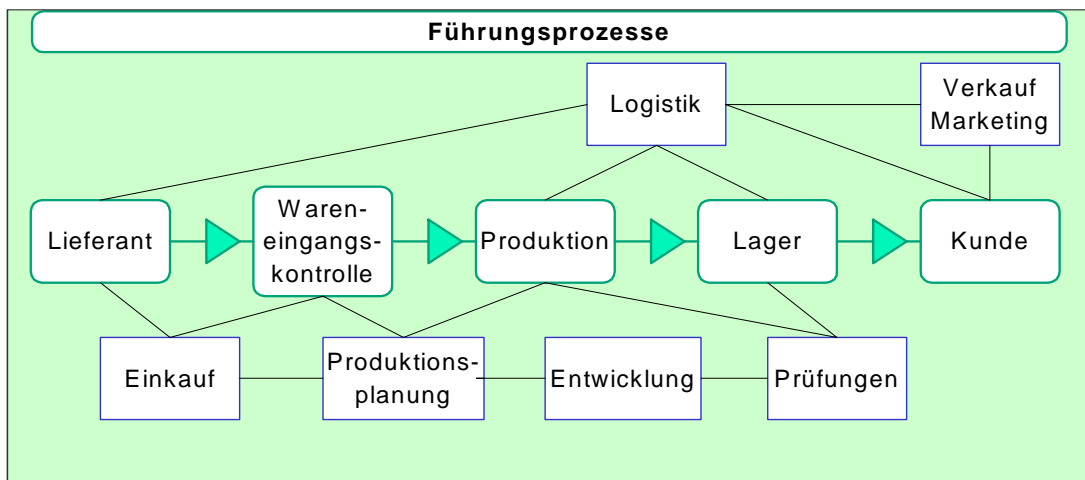 Führungsprozesse
Logistik
Verkauf
Marketing
Lieferant
Waren-
eingangs-
kontrolle
Produktion
Lager
Kunde
Einkauf
Produktions-
planung
Entwicklung
Prüfungen